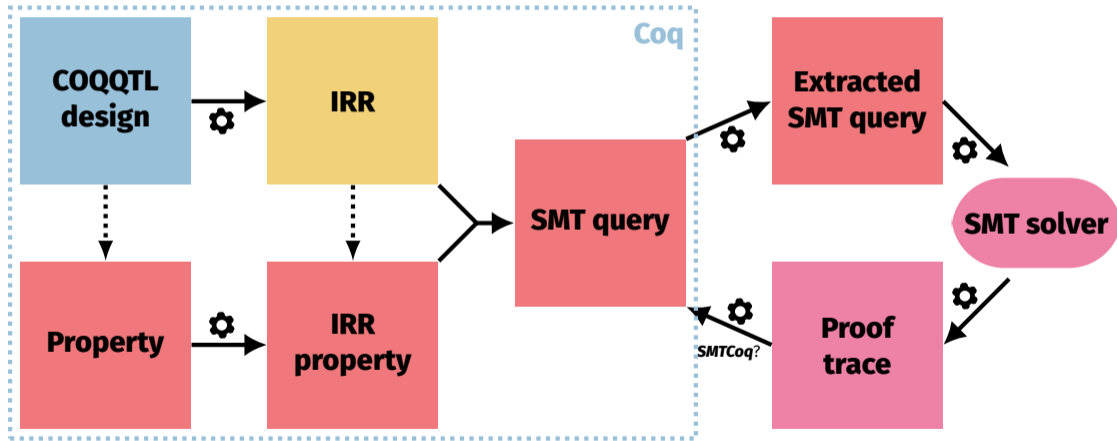 Coq
COQQTL
design
IRR
Extracted
SMT query
SMT query
SMT solver
Property
IRR
property
SMTCoq?
Proof
trace